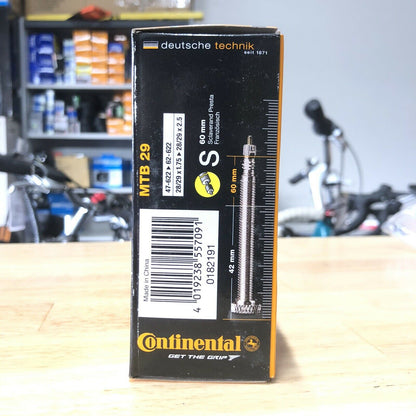 deutsche technik
seit 1871
MTB 29
47-622 ▸ 62-622
28/29 x 1.75 ▸ 28/29 x 2.5
S
60 mm
Sclaverand Presta
Französisch
60 mm
42 mm
Made in China
4 019238 557091
0182191
Continental
GET THE GRIP